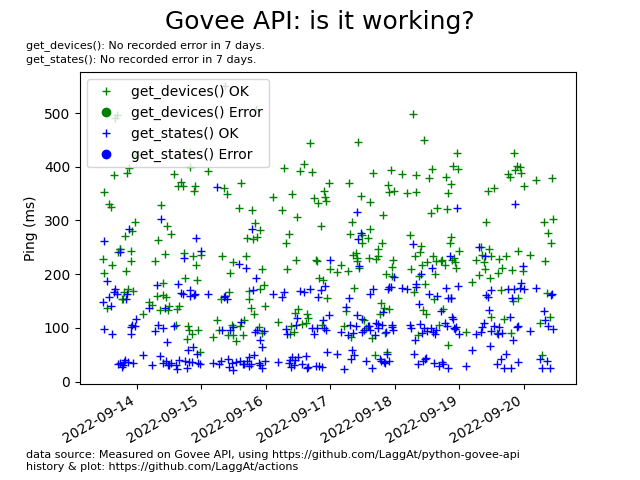 Govee API: is it working?
get_devices(): No recorded error in 7 days.
get_states(): No recorded error in 7 days.
get_devices() OK
get_devices() Error
get_states() OK
get_states() Error
Ping (ms)
500
400
300
200
100
0
2022-09-14
2022-09-15
2022-09-16
2022-09-17
2022-09-18
2022-09-19
2022-09-20
data source: Measured on Govee API, using https://github.com/LaggAt/python-govee-api
history & plot: https://github.com/LaggAt/actions